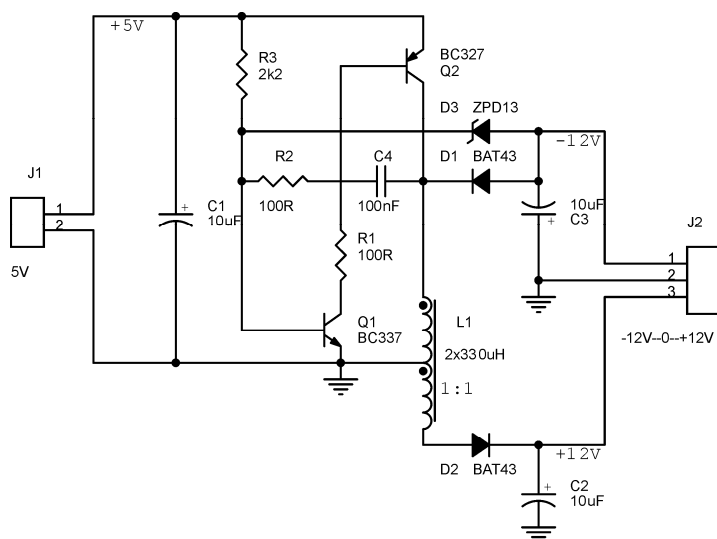 +5V
R3
2k2
BC327
Q2
D3 ZPD13
-12V
R2
C4
D1 BAT43
J1
1
2
+
C1
10uF
100R
100nF
10uF
+
C3
J2
R1
100R
1
2
3
5V
Q1
BC337
L1
2x330uH
-12V--0--+12V
1:1
+12V
D2 BAT43
+
C2
10uF